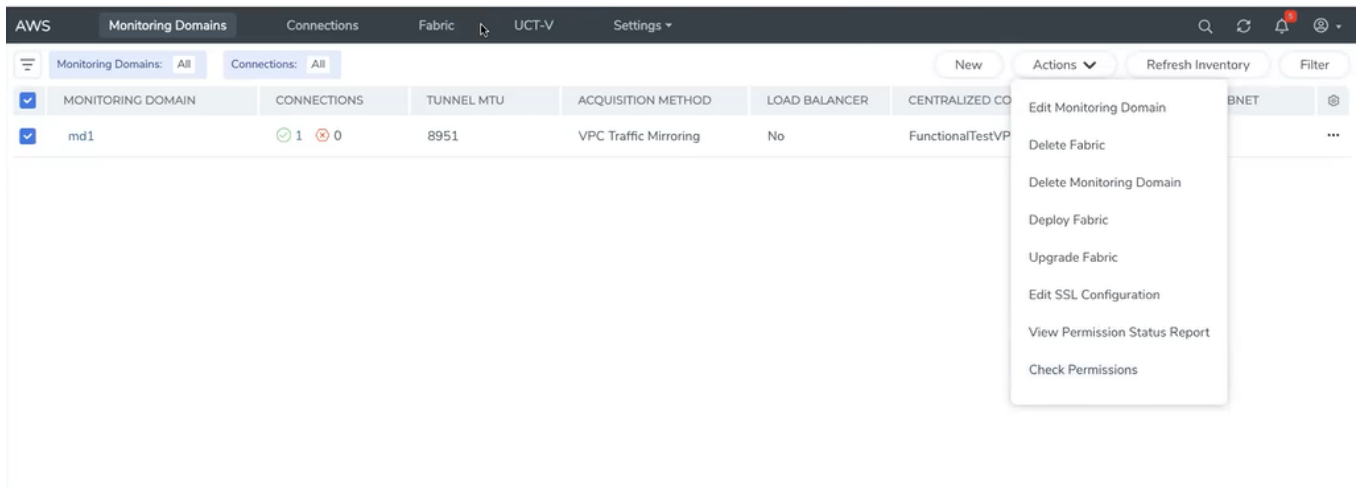 AWS Monitoring Domains Connections Fabric UCT-V Settings 5
Monitoring Domains: All Connections: All New Actions Refresh Inventory Filter
MONITORING DOMAIN CONNECTIONS TUNNEL MTU ACQUISITION METHOD LOAD BALANCER CENTRALIZED CO BNET
md1 1 0 8951 VPC Traffic Mirroring No FunctionalTestVP ...
Edit Monitoring Domain
Delete Fabric
Delete Monitoring Domain
Deploy Fabric
Upgrade Fabric
Edit SSL Configuration
View Permission Status Report
Check Permissions